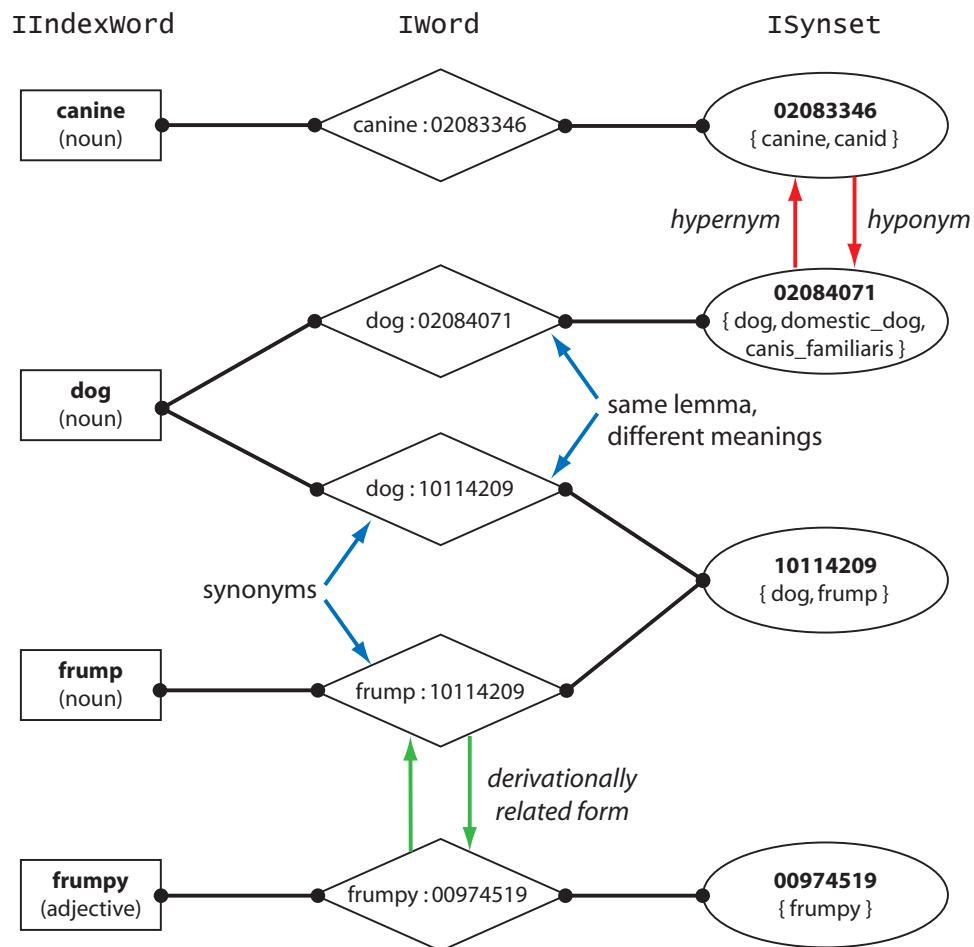 IIndexWord
IWord
ISynset
canine
(noun)
canine : 02083346
02083346
{ canine, canid }
hypernym
hyponym
dog : 02084071
02084071
{ dog, domestic_dog,
canis_familiaris }
dog
(noun)
same lemma,
different meanings
dog : 10114209
synonyms
10114209
{ dog, frump }
frump
(noun)
frump : 10114209
derivationally
related form
frumpy
(adjective)
frumpy : 00974519
00974519
{ frumpy }